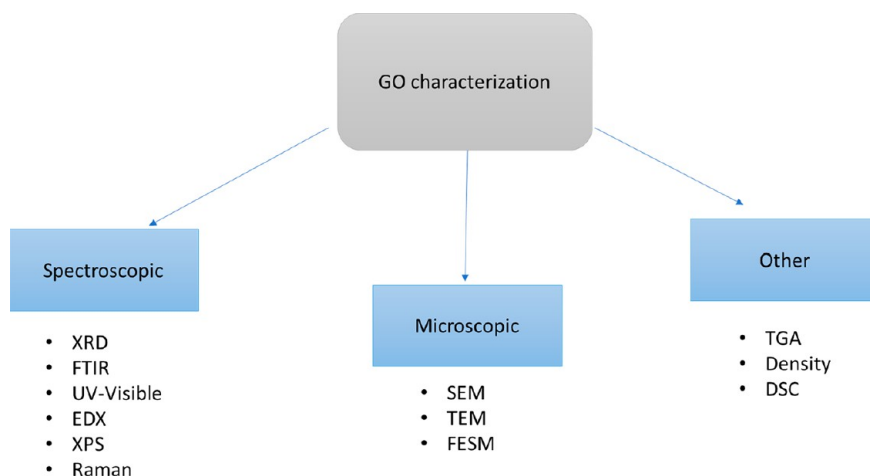 GO characterization
Spectroscopic
• XRD
• FTIR
• UV-Visible
• EDX
• XPS
• Raman
Microscopic
• SEM
• TEM
• FESM
Other
• TGA
• Density
• DSC